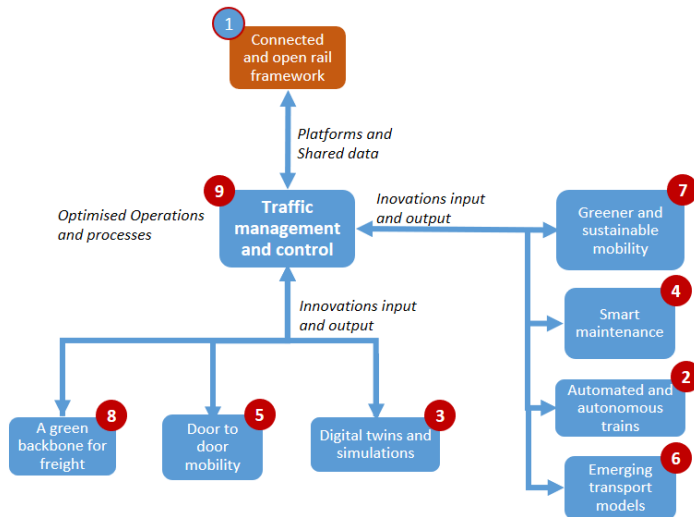 1
Connected
and open rail
framework
Platforms and
Shared data
9
Traffic
management
and control
Optimised Operations
and processes
Inovations input
and output
7
Greener and
sustainable
mobility
4
Smart
maintenance
2
Automated and
autonomous
trains
6
Emerging
transport
models
Innovations input
and output
8
A green
backbone for
freight
5
Door to
door
mobility
3
Digital twins and
simulations